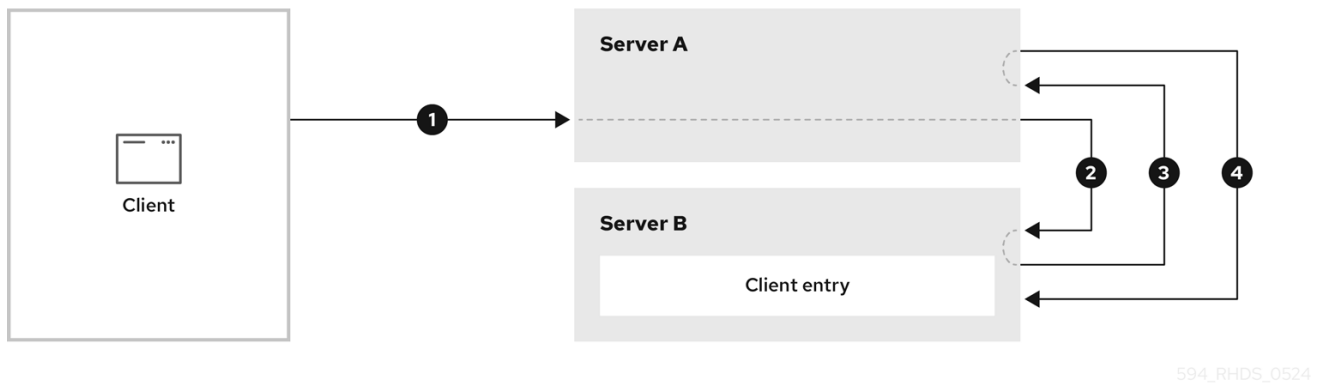 Server A
1
2
3
4
Client
Server B
Client entry
594_RHDS_0524